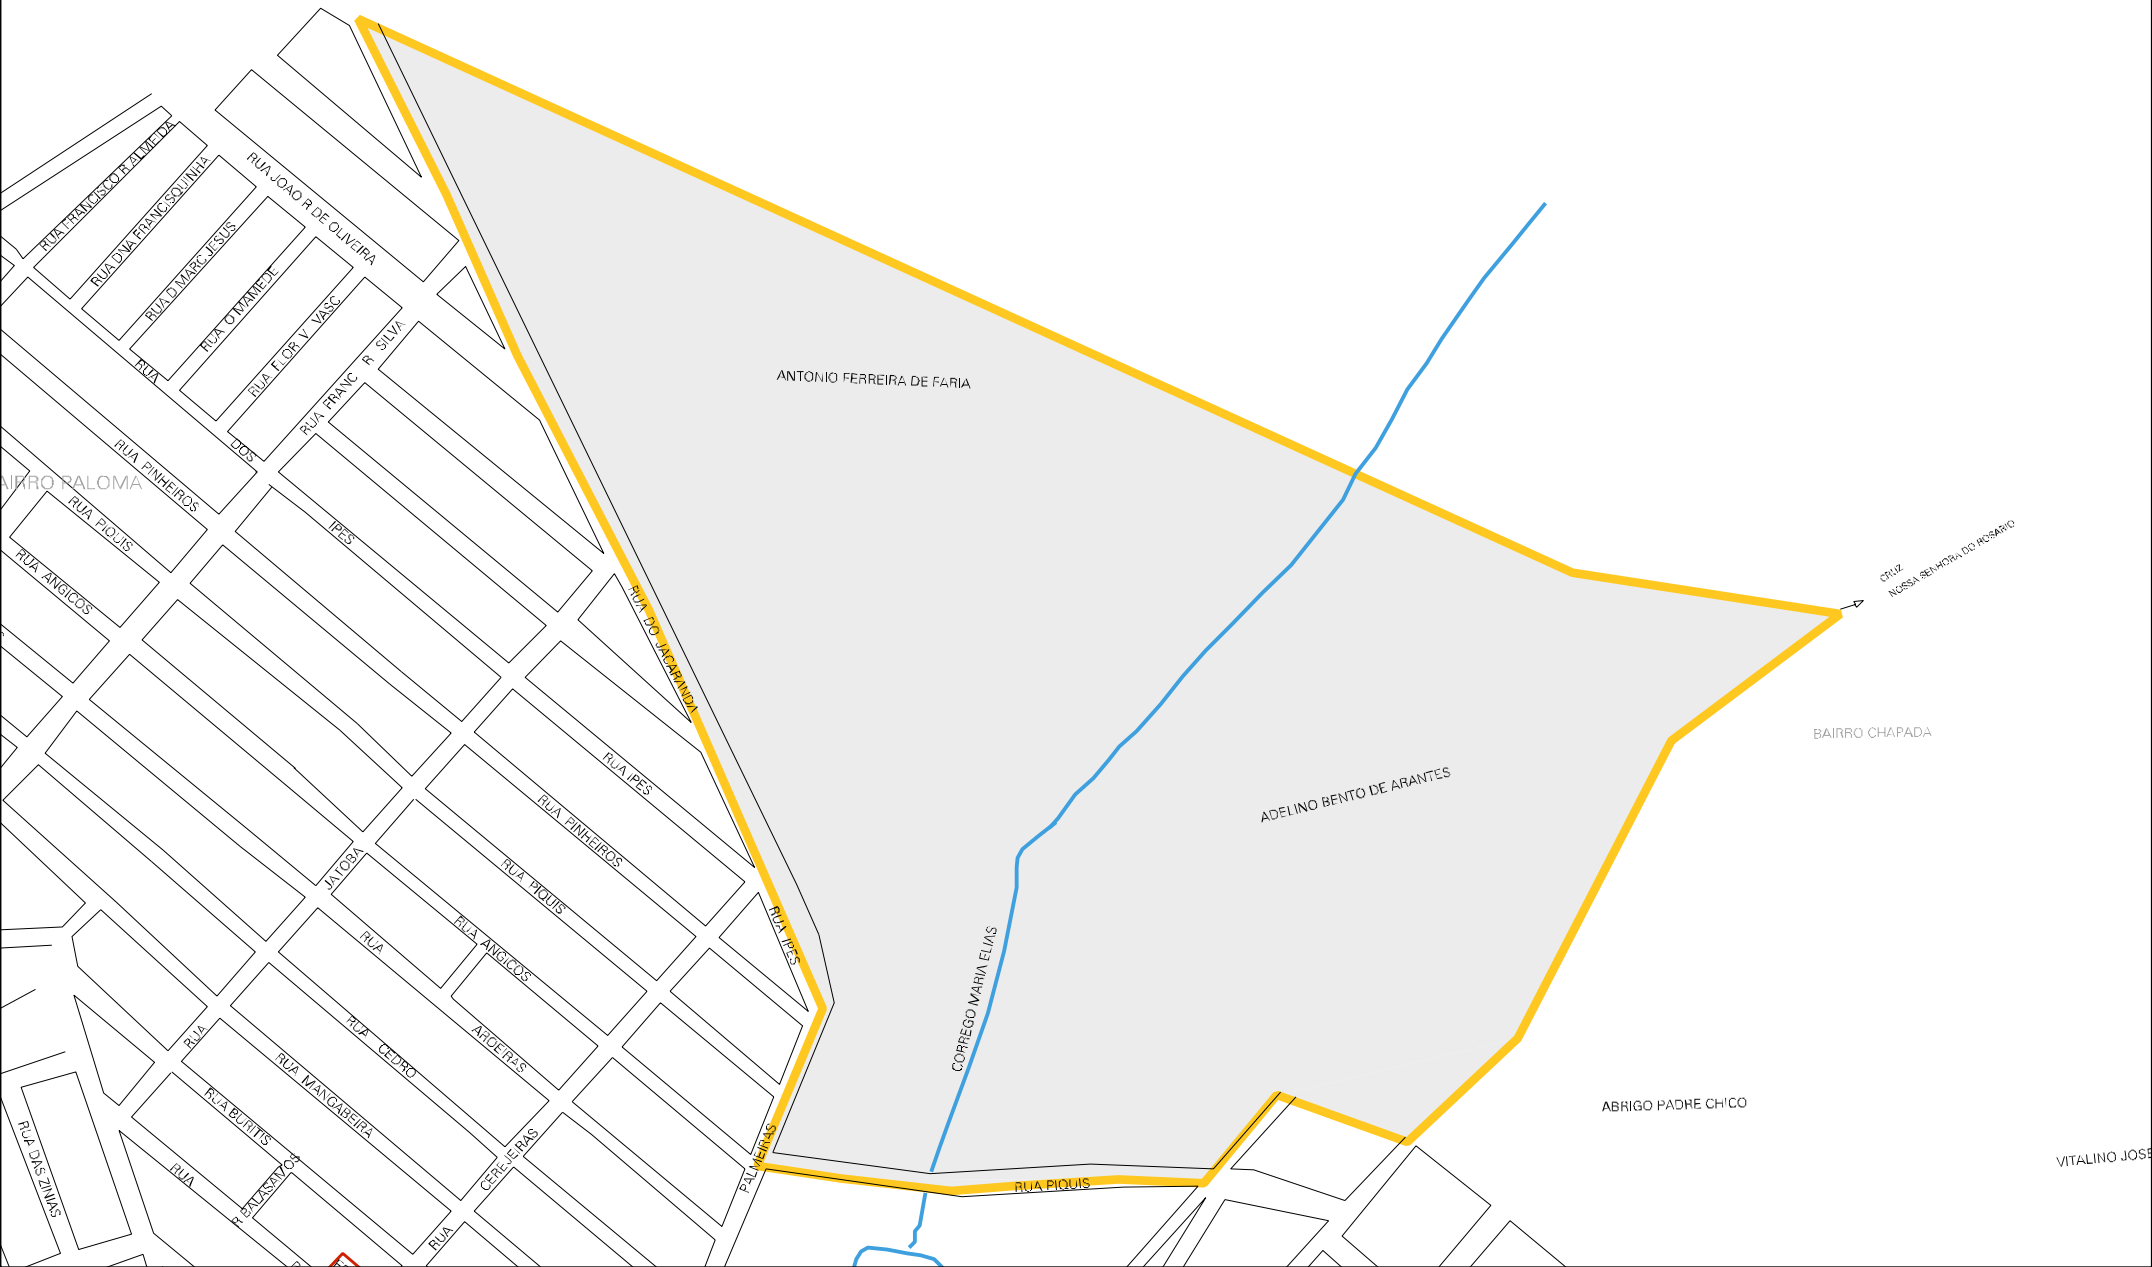 RUA FRANCISCO R ALMEIDA
RUA DNA FRANCISQUINHA
RUA D MARC JESUS
RUA O MAMEDE
RUA FLOR V VASC
RUA FRANC R SILVA
RUA JOAO R DE OLIVEIRA
RUA
DOS
IPES
RUA PINHEIROS
AIRRO PALOMA
RUA PIQUIS
RUA ANGICOS
ANTONIO FERREIRA DE FARIA
CRUZ
NOSSA SENHORA DO ROSARIO
RUA DO JACARANDA
BAIRRO CHAPADA
ADELINO BENTO DE ARANTES
RUA IPES
RUA PINHEIROS
RUA PIQUIS
RUA ANGICOS
JATOBA
RUA
RUA
AROEIRAS
RUA IPES
CORREGO MARIA ELIAS
RUA CEDRO
RUA MANGABEIRA
RUA BURITIS
RUA
R BALASAMOS
CEREJEIRAS
RUA
PALMEIRAS
RUA PIQUIS
RUA DAS ZINIAS
ABRIGO PADRE CHICO
VITALINO JOSE